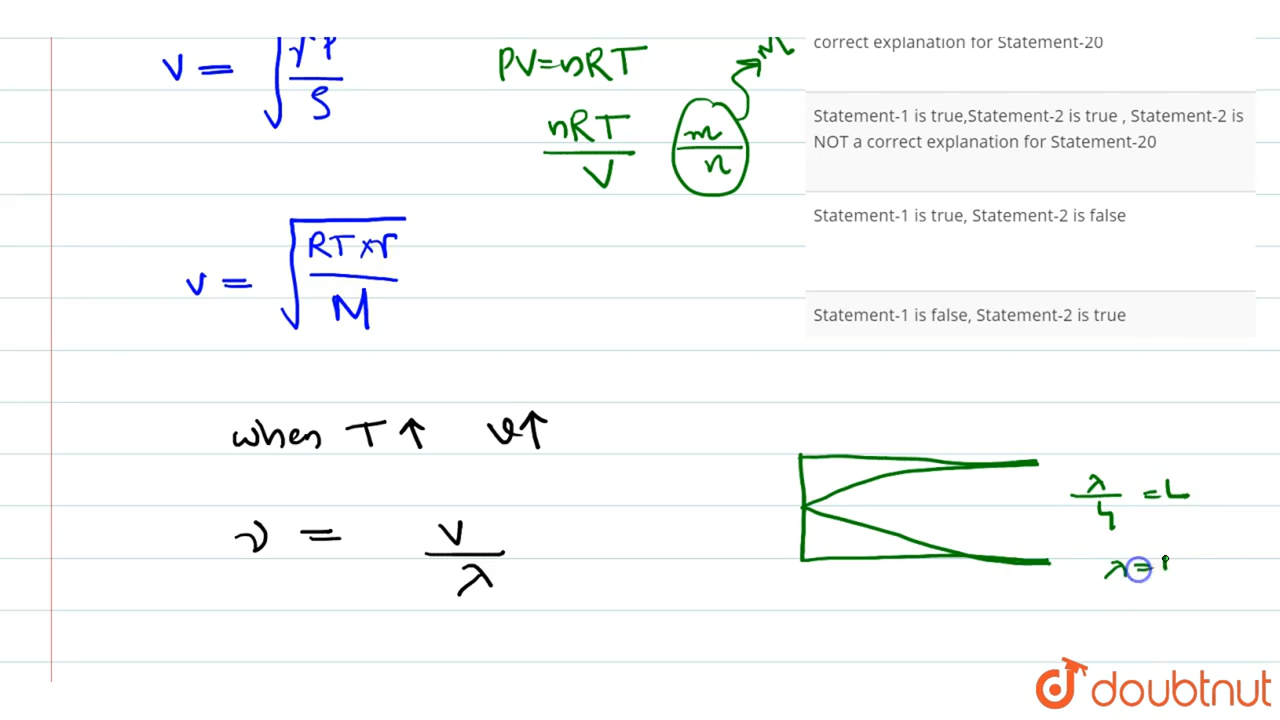 v = √(γP/ρ)
PV=nRT
nRT/V
m/n
M
correct explanation for Statement-20
Statement-1 is true,Statement-2 is true , Statement-2 is
NOT a correct explanation for Statement-20
v = √(RT×r/M)
Statement-1 is true, Statement-2 is false
Statement-1 is false, Statement-2 is true
when T↑ v↑
ν = v/λ
λ/4 = L
λ =
doubtnut